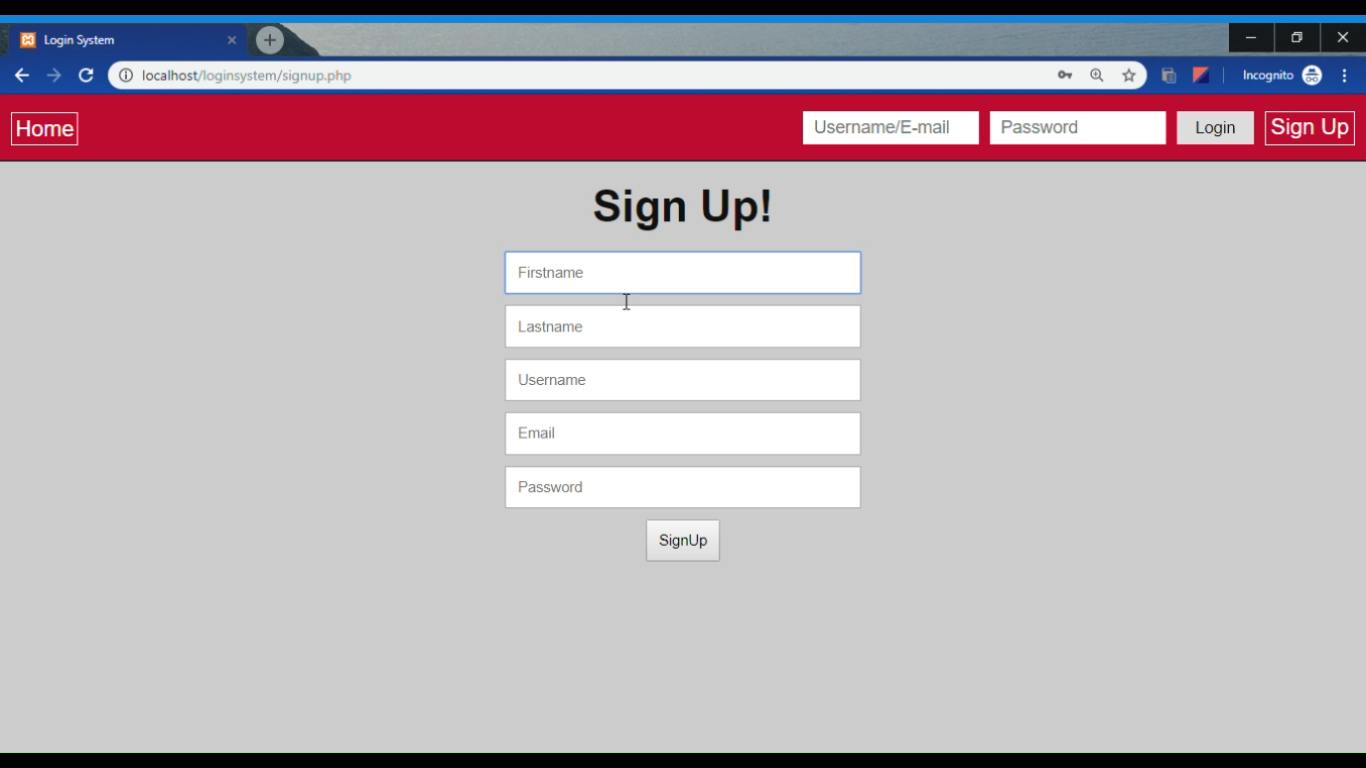 Login System
localhost/loginsystem/signup.php
Incognito
Home
Username/E-mail
Password
Login
Sign Up
Sign Up!
Firstname
Lastname
Username
Email
Password
SignUp